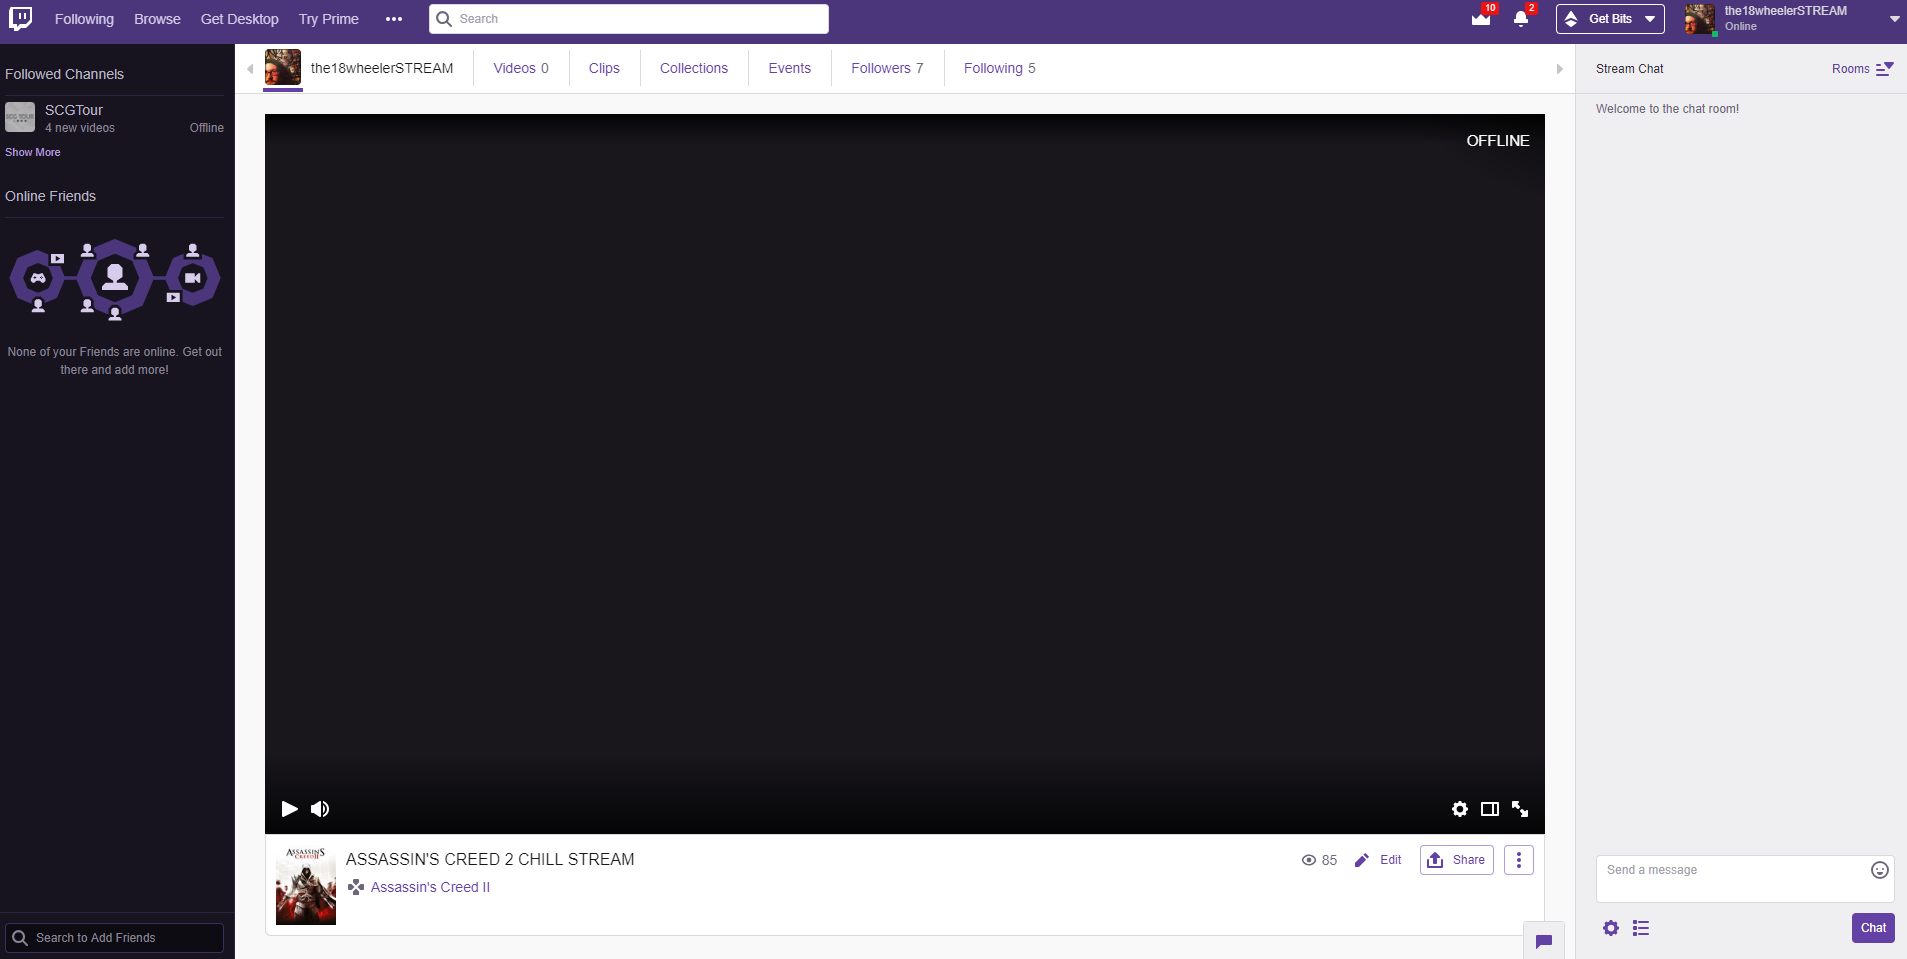 Following Browse Get Desktop Try Prime
Search
10
2
Get Bits
the18wheelerSTREAM
Online
Followed Channels
SCGTour
4 new videos Offline
Show More
Online Friends
None of your Friends are online. Get out
there and add more!
Search to Add Friends
the18wheelerSTREAM Videos 0 Clips Collections Events Followers 7 Following 5
OFFLINE
ASSASSIN'S CREED II
ASSASSIN'S CREED 2 CHILL STREAM
Assassin's Creed II
85 Edit Share
Stream Chat Rooms
Welcome to the chat room!
Send a message
Chat